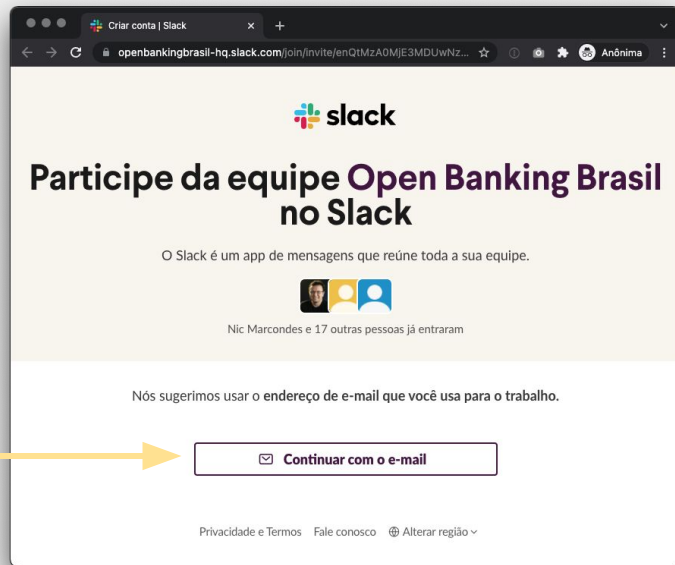 Criar conta | Slack
openbankingbrasil-hq.slack.com/join/invite/enQtMzA0MjE3MDUwNz...
Anônima
slack
Participe da equipe Open Banking Brasil
no Slack
O Slack é um app de mensagens que reúne toda a sua equipe.
Nic Marcondes e 17 outras pessoas já entraram
Nós sugerimos usar o endereço de e-mail que você usa para o trabalho.
Continuar com o e-mail
Privacidade e Termos Fale conosco Alterar região